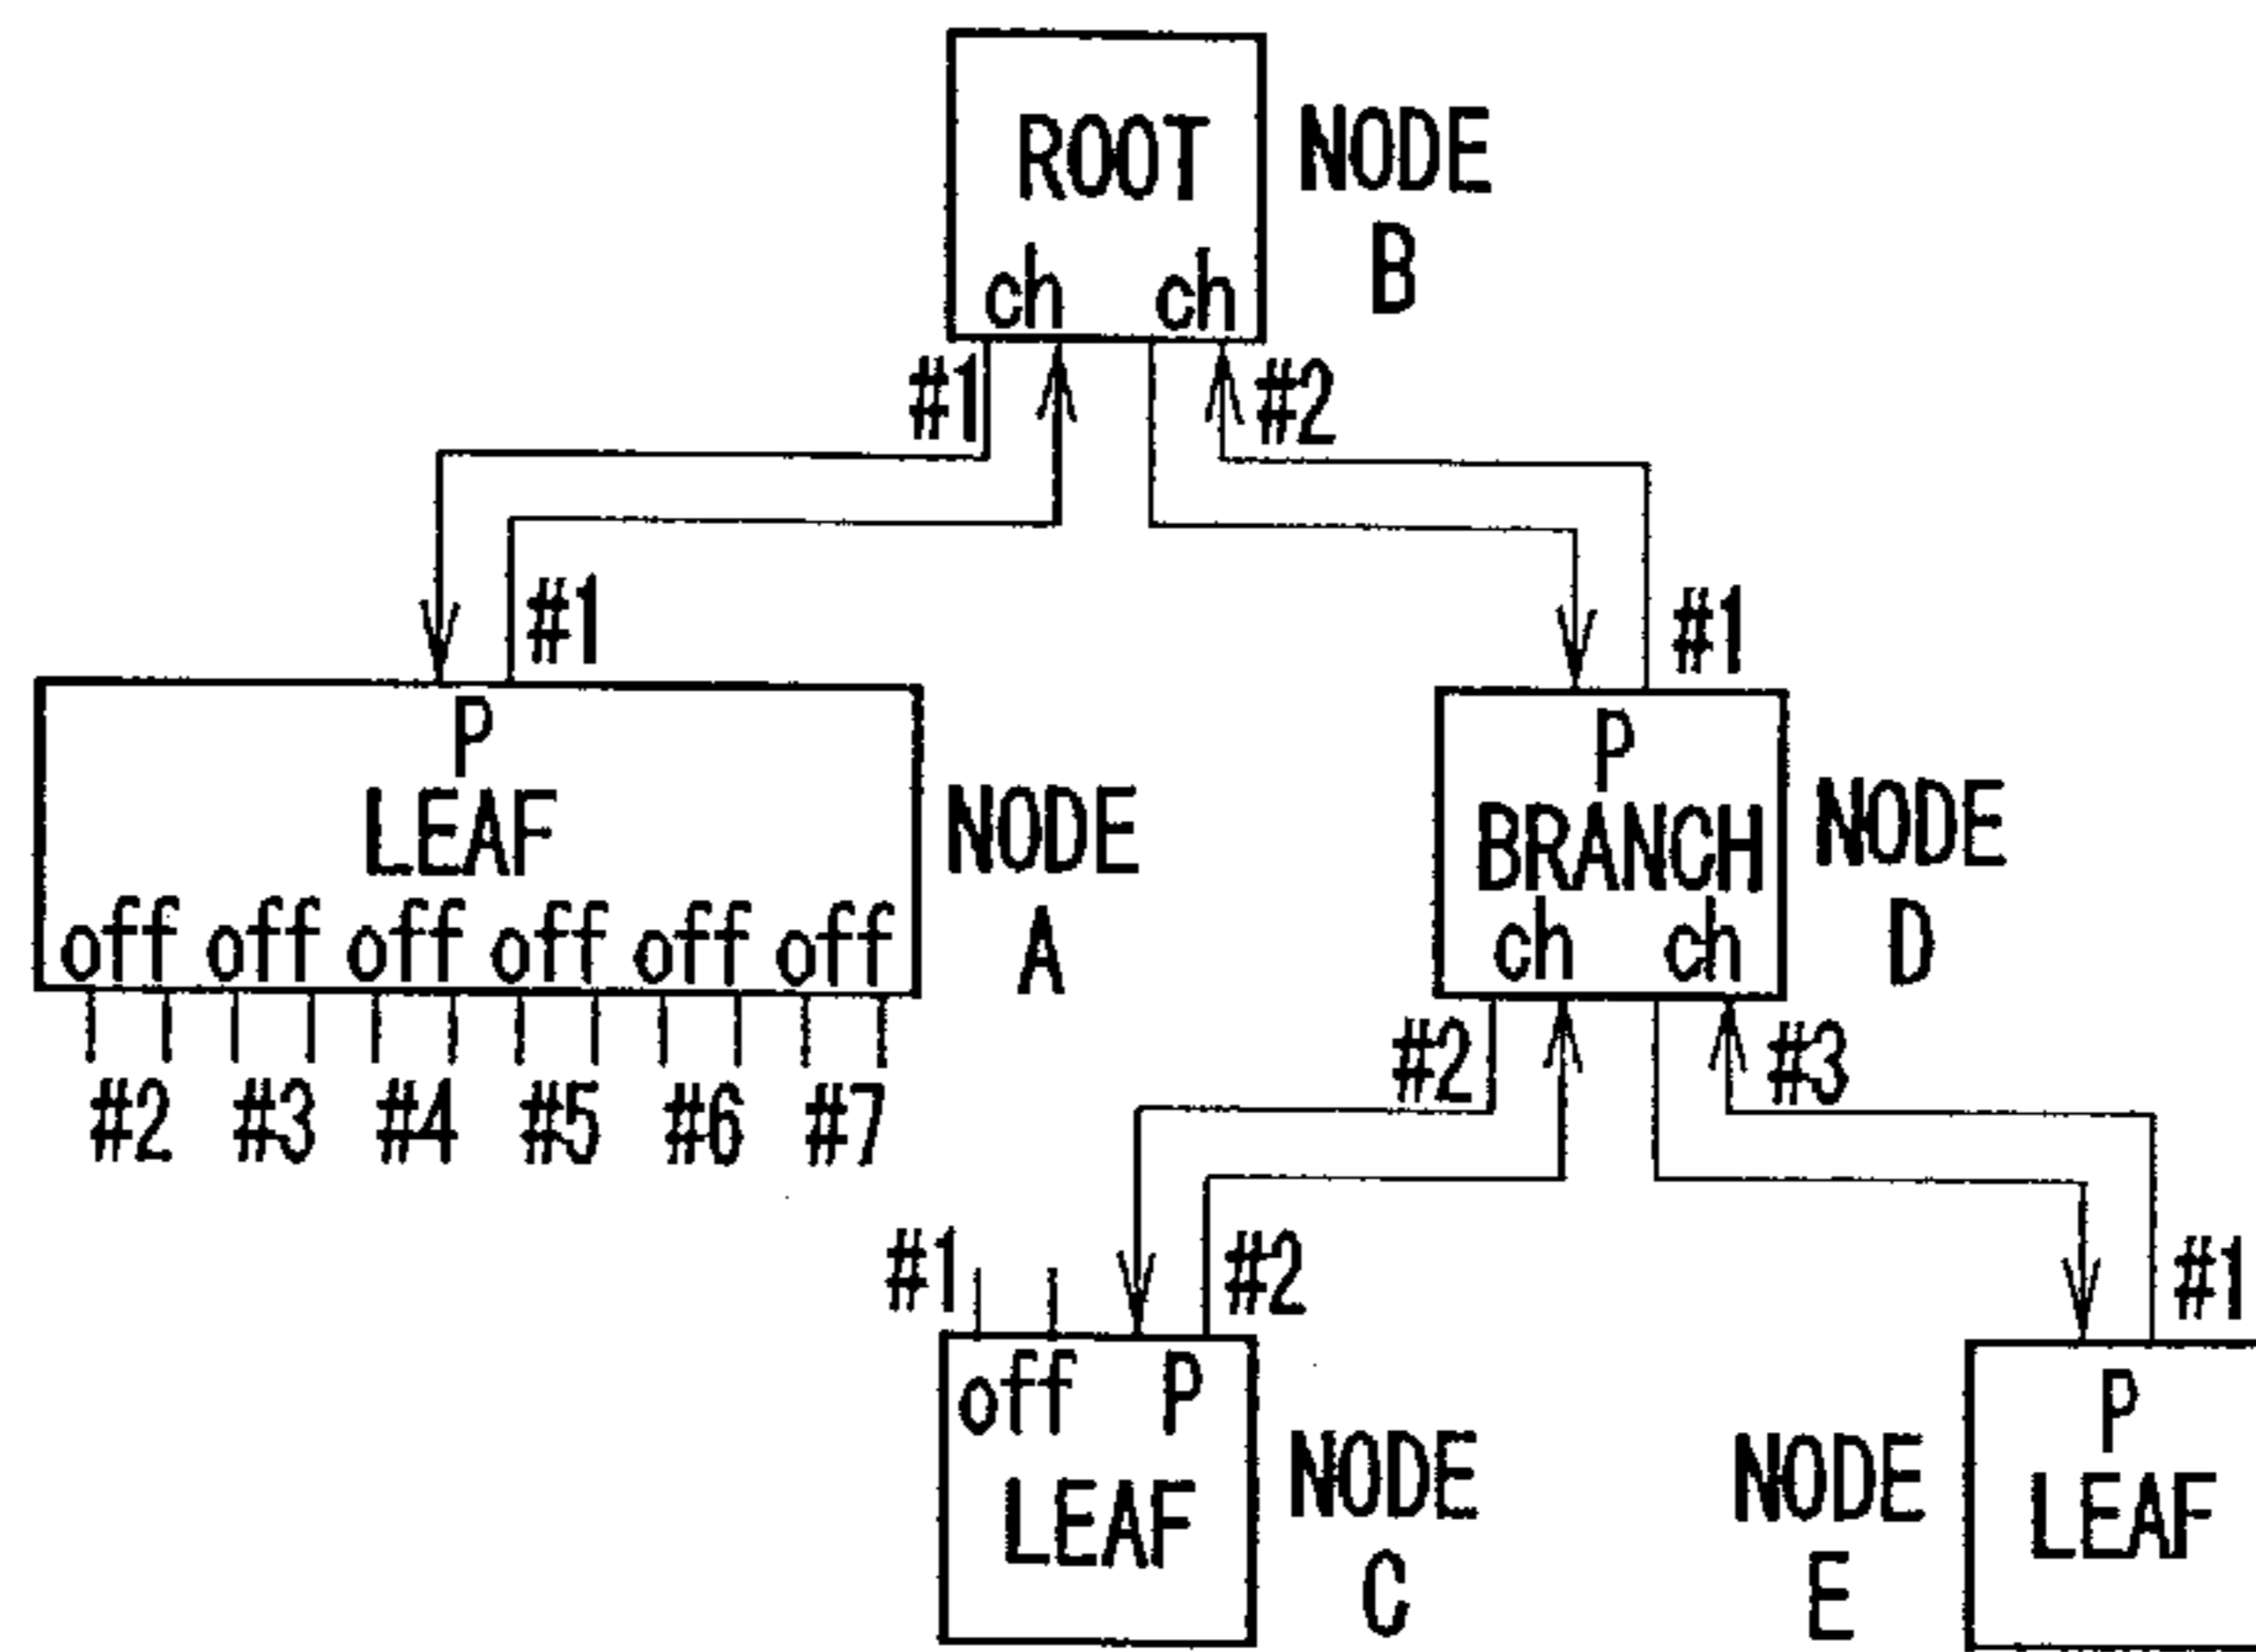 ROOT NODE
ch ch B
#1 #2
#1 #1
P P
LEAF NODE BRANCH NODE
off off off off off off A ch ch D
#2 #3 #4 #5 #6 #7 #2 #3
#1 #2 #1
off P P
LEAF NODE NODE LEAF
C E